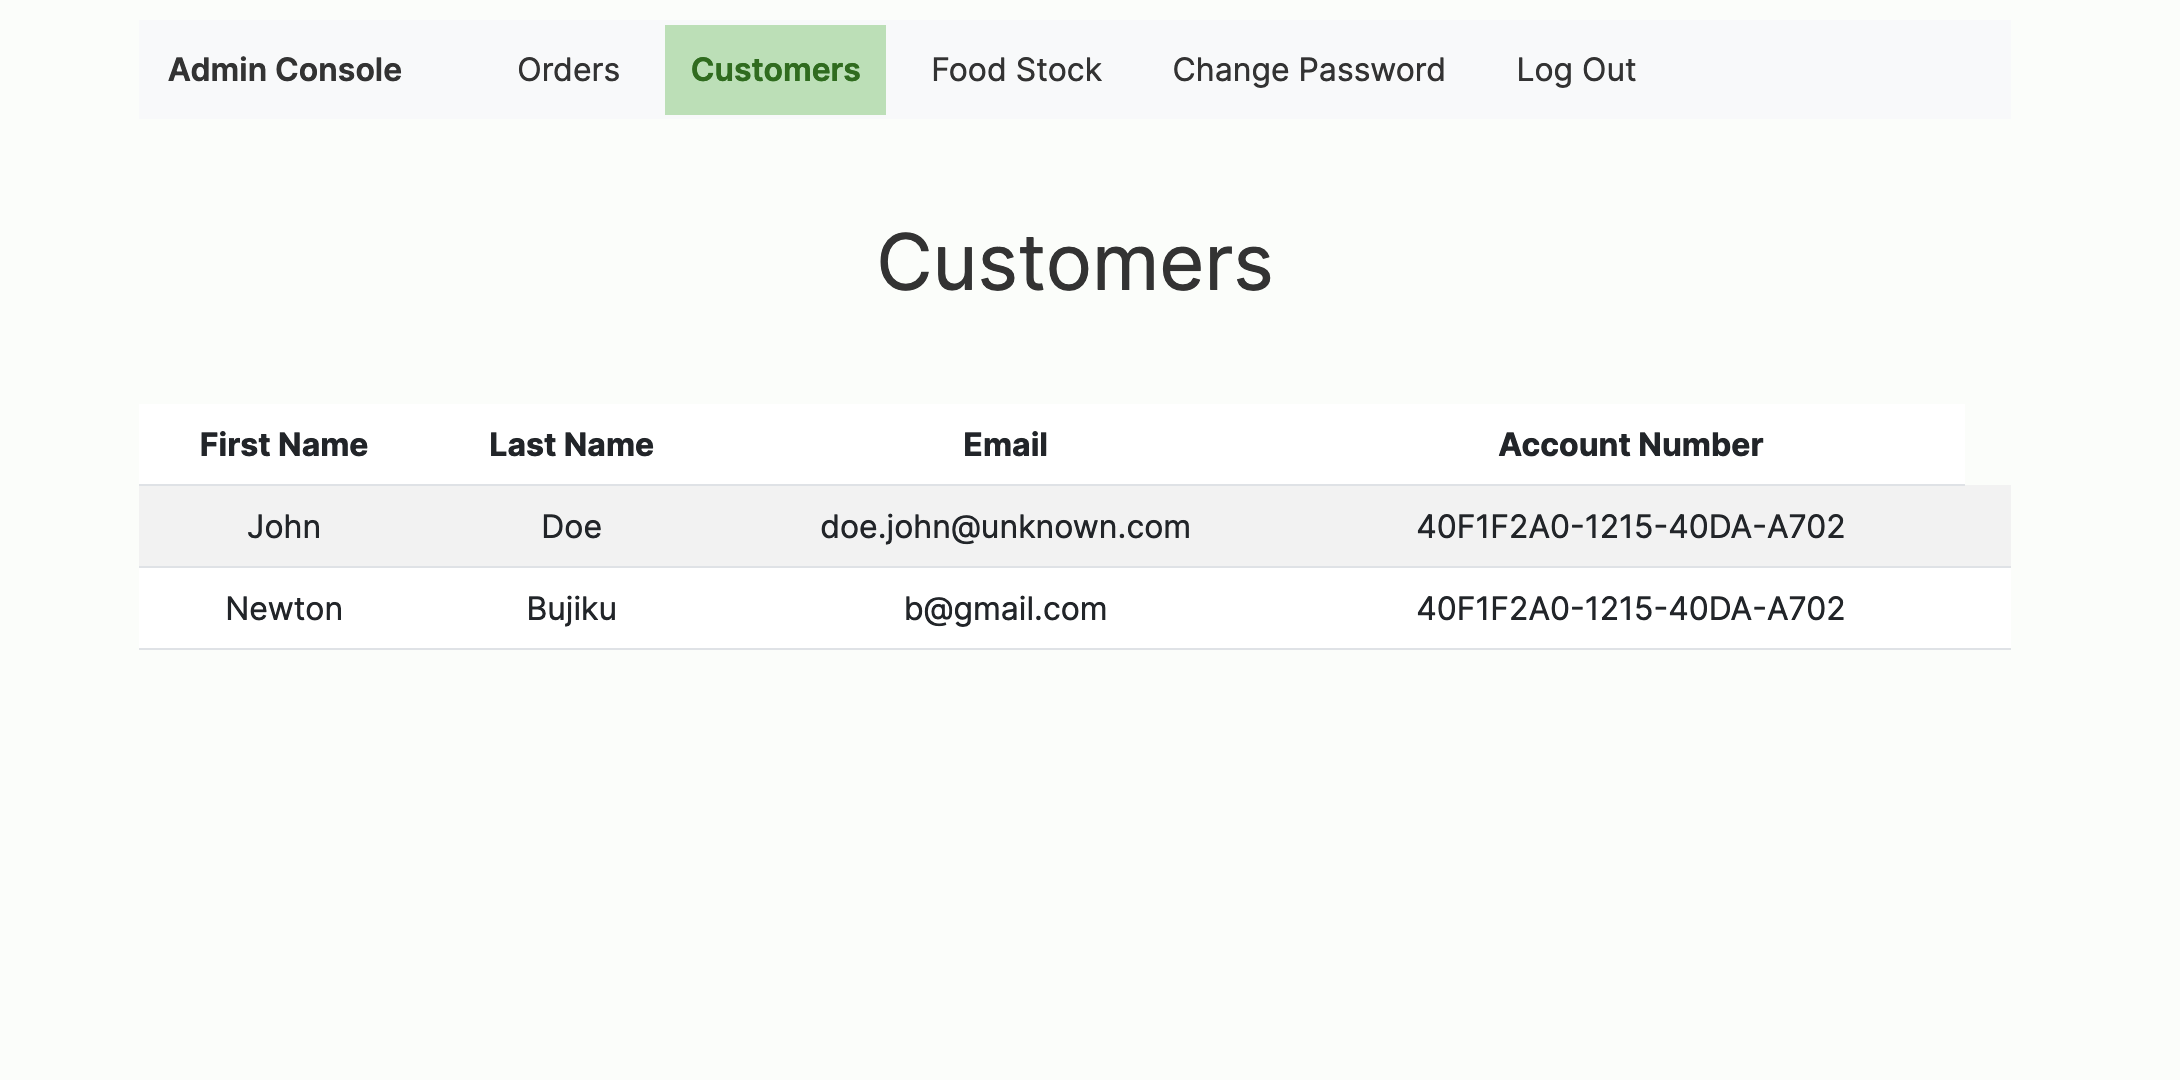 Admin Console Orders Customers Food Stock Change Password Log Out
Customers
First Name Last Name Email Account Number
John Doe doe.john@unknown.com 40F1F2A0-1215-40DA-A702
Newton Bujiku b@gmail.com 40F1F2A0-1215-40DA-A702